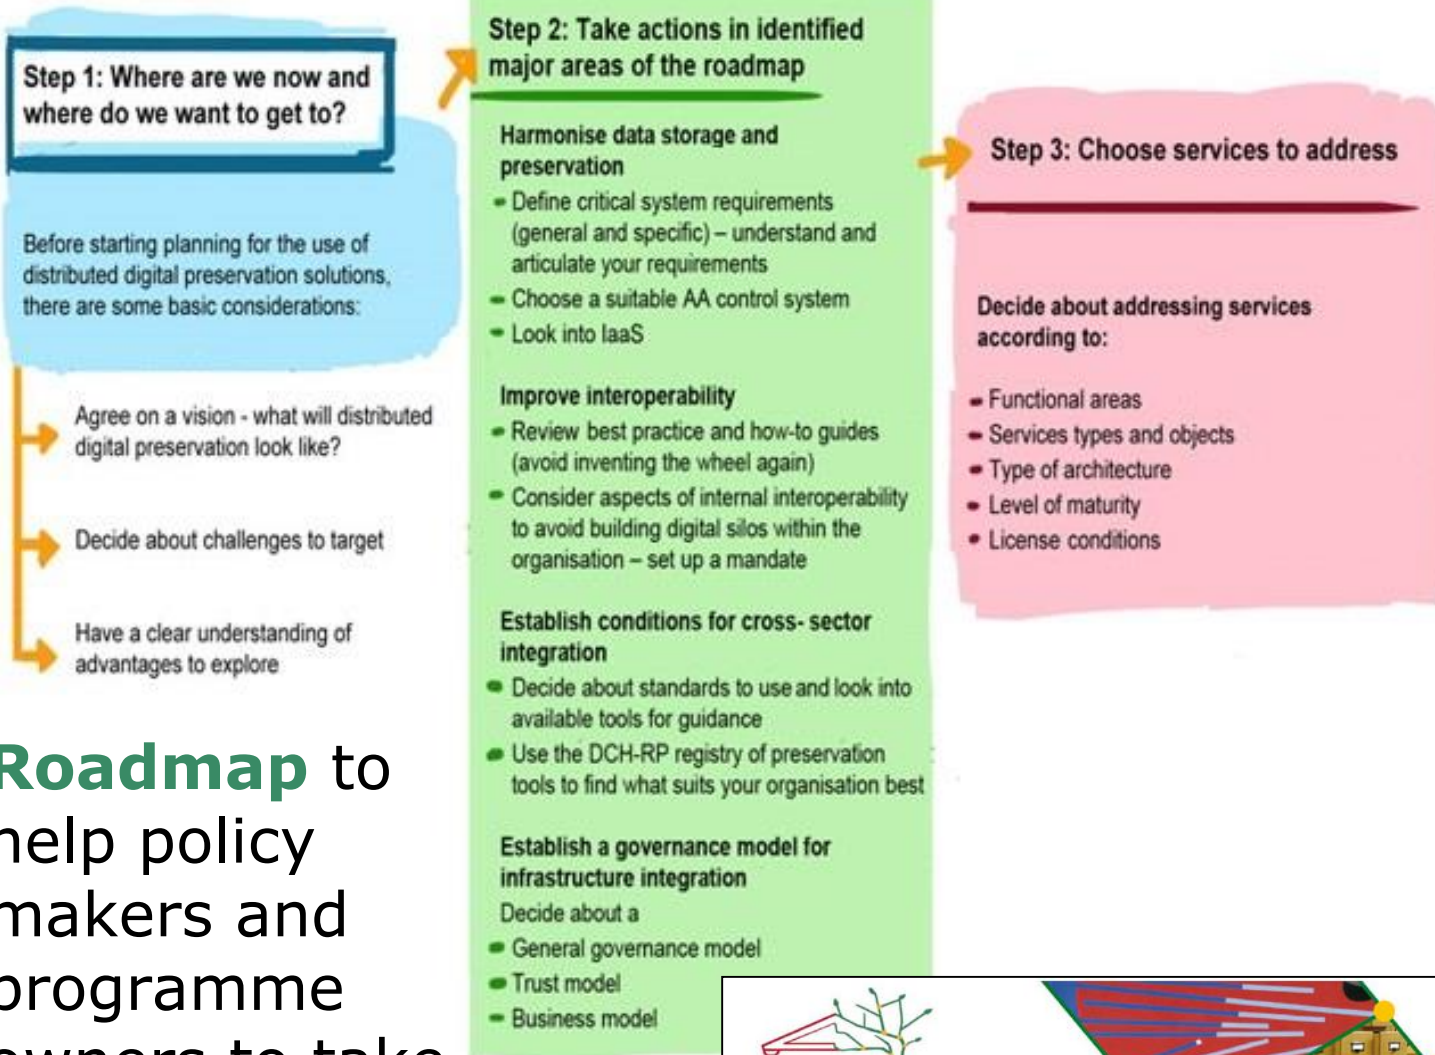 Step 1: Where are we now and
where do we want to get to?
Before starting planning for the use of
distributed digital preservation solutions,
there are some basic considerations:
Agree on a vision - what will distributed
digital preservation look like?
Decide about challenges to target
Have a clear understanding of
advantages to explore
Roadmap to
help policy
makers and
programme
owners to take
Step 2: Take actions in identified
major areas of the roadmap
Harmonise data storage and
preservation
Define critical system requirements
(general and specific) – understand and
articulate your requirements
Choose a suitable AA control system
Look into IaaS
Improve interoperability
Review best practice and how-to guides
(avoid inventing the wheel again)
Consider aspects of internal interoperability
to avoid building digital silos within the
organisation – set up a mandate
Establish conditions for cross- sector
integration
Decide about standards to use and look into
available tools for guidance
Use the DCH-RP registry of preservation
tools to find what suits your organisation best
Establish a governance model for
infrastructure integration
Decide about a
General governance model
Trust model
Business model
Step 3: Choose services to address
Decide about addressing services
according to:
Functional areas
Services types and objects
Type of architecture
Level of maturity
License conditions